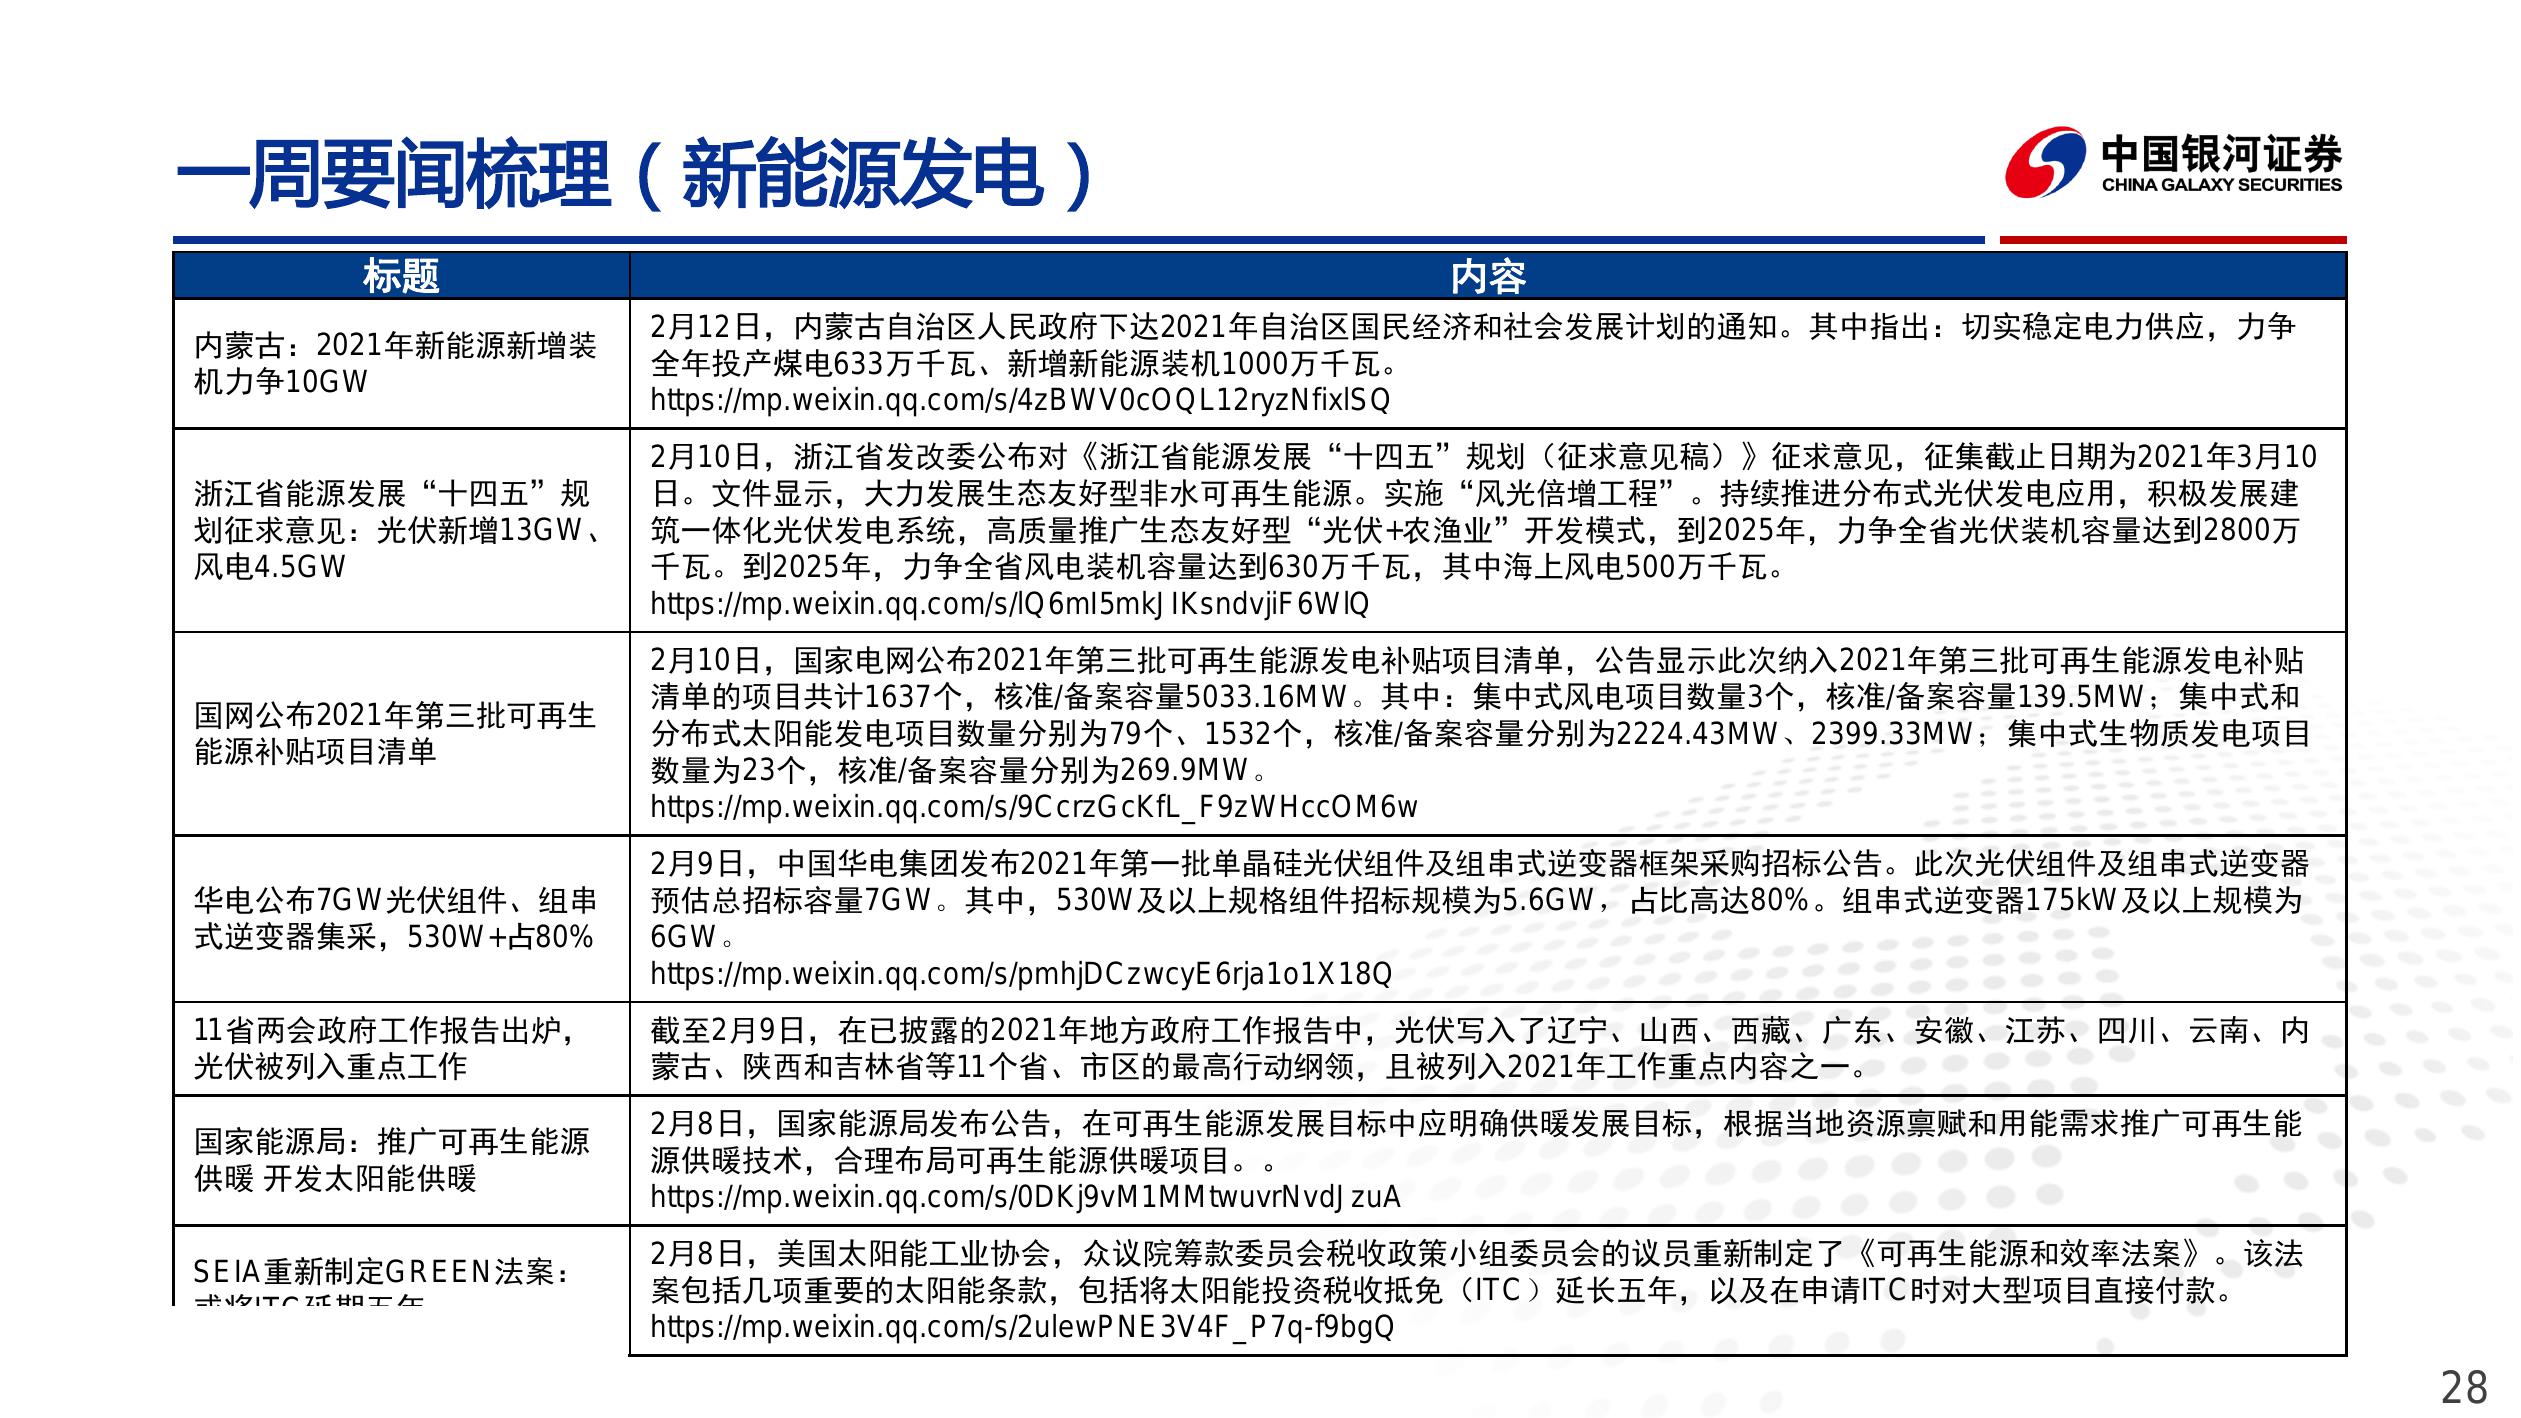 一周要闻梳理（新能源发电）
中国银河证券
CHINA GALAXY SECURITIES
标题
内容
内蒙古：2021年新能源新增装
机力争10GW
2月12日，内蒙古自治区人民政府下达2021年自治区国民经济和社会发展计划的通知。其中指出：切实稳定电力供应，力争
全年投产煤电633万千瓦、新增新能源装机1000万千瓦。
https://mp.weixin.qq.com/s/4zBWV0cOQL12ryzNfixlSQ
浙江省能源发展“十四五”规
划征求意见：光伏新增13GW、
风电4.5GW
2月10日，浙江省发改委公布对《浙江省能源发展“十四五”规划（征求意见稿）》征求意见，征集截止日期为2021年3月10
日。文件显示，大力发展生态友好型非水可再生能源。实施“风光倍增工程”。持续推进分布式光伏发电应用，积极发展建
筑一体化光伏发电系统，高质量推广生态友好型“光伏+农渔业”开发模式，到2025年，力争全省光伏装机容量达到2800万
千瓦。到2025年，力争全省风电装机容量达到630万千瓦，其中海上风电500万千瓦。
https://mp.weixin.qq.com/s/lQ6mI5mkJIKsndvjiF6WlQ
国网公布2021年第三批可再生
能源补贴项目清单
2月10日，国家电网公布2021年第三批可再生能源发电补贴项目清单，公告显示此次纳入2021年第三批可再生能源发电补贴
清单的项目共计1637个，核准/备案容量5033.16MW。其中：集中式风电项目数量3个，核准/备案容量139.5MW；集中式和
分布式太阳能发电项目数量分别为79个、1532个，核准/备案容量分别为2224.43MW、2399.33MW；集中式生物质发电项目
数量为23个，核准/备案容量分别为269.9MW。
https://mp.weixin.qq.com/s/9CcrzGcKfL_F9zWHccOM6w
华电公布7GW光伏组件、组串
式逆变器集采，530W+占80%
2月9日，中国华电集团发布2021年第一批单晶硅光伏组件及组串式逆变器框架采购招标公告。此次光伏组件及组串式逆变器
预估总招标容量7GW。其中，530W及以上规格组件招标规模为5.6GW，占比高达80%。组串式逆变器175kW及以上规模为
6GW。
https://mp.weixin.qq.com/s/pmhjDCzwcyE6rja1o1X18Q
11省两会政府工作报告出炉，
光伏被列入重点工作
截至2月9日，在已披露的2021年地方政府工作报告中，光伏写入了辽宁、山西、西藏、广东、安徽、江苏、四川、云南、内
蒙古、陕西和吉林省等11个省、市区的最高行动纲领，且被列入2021年工作重点内容之一。
国家能源局：推广可再生能源
供暖 开发太阳能供暖
2月8日，国家能源局发布公告，在可再生能源发展目标中应明确供暖发展目标，根据当地资源禀赋和用能需求推广可再生能
源供暖技术，合理布局可再生能源供暖项目。。
https://mp.weixin.qq.com/s/0DKj9vM1MMtwuvrNvdJzuA
SEIA重新制定GREEN法案：
或将ITC延期五年
2月8日，美国太阳能工业协会，众议院筹款委员会税收政策小组委员会的议员重新制定了《可再生能源和效率法案》。该法
案包括几项重要的太阳能条款，包括将太阳能投资税收抵免（ITC）延长五年，以及在申请ITC时对大型项目直接付款。
https://mp.weixin.qq.com/s/2ulewPNE3V4F_P7q-f9bgQ
28